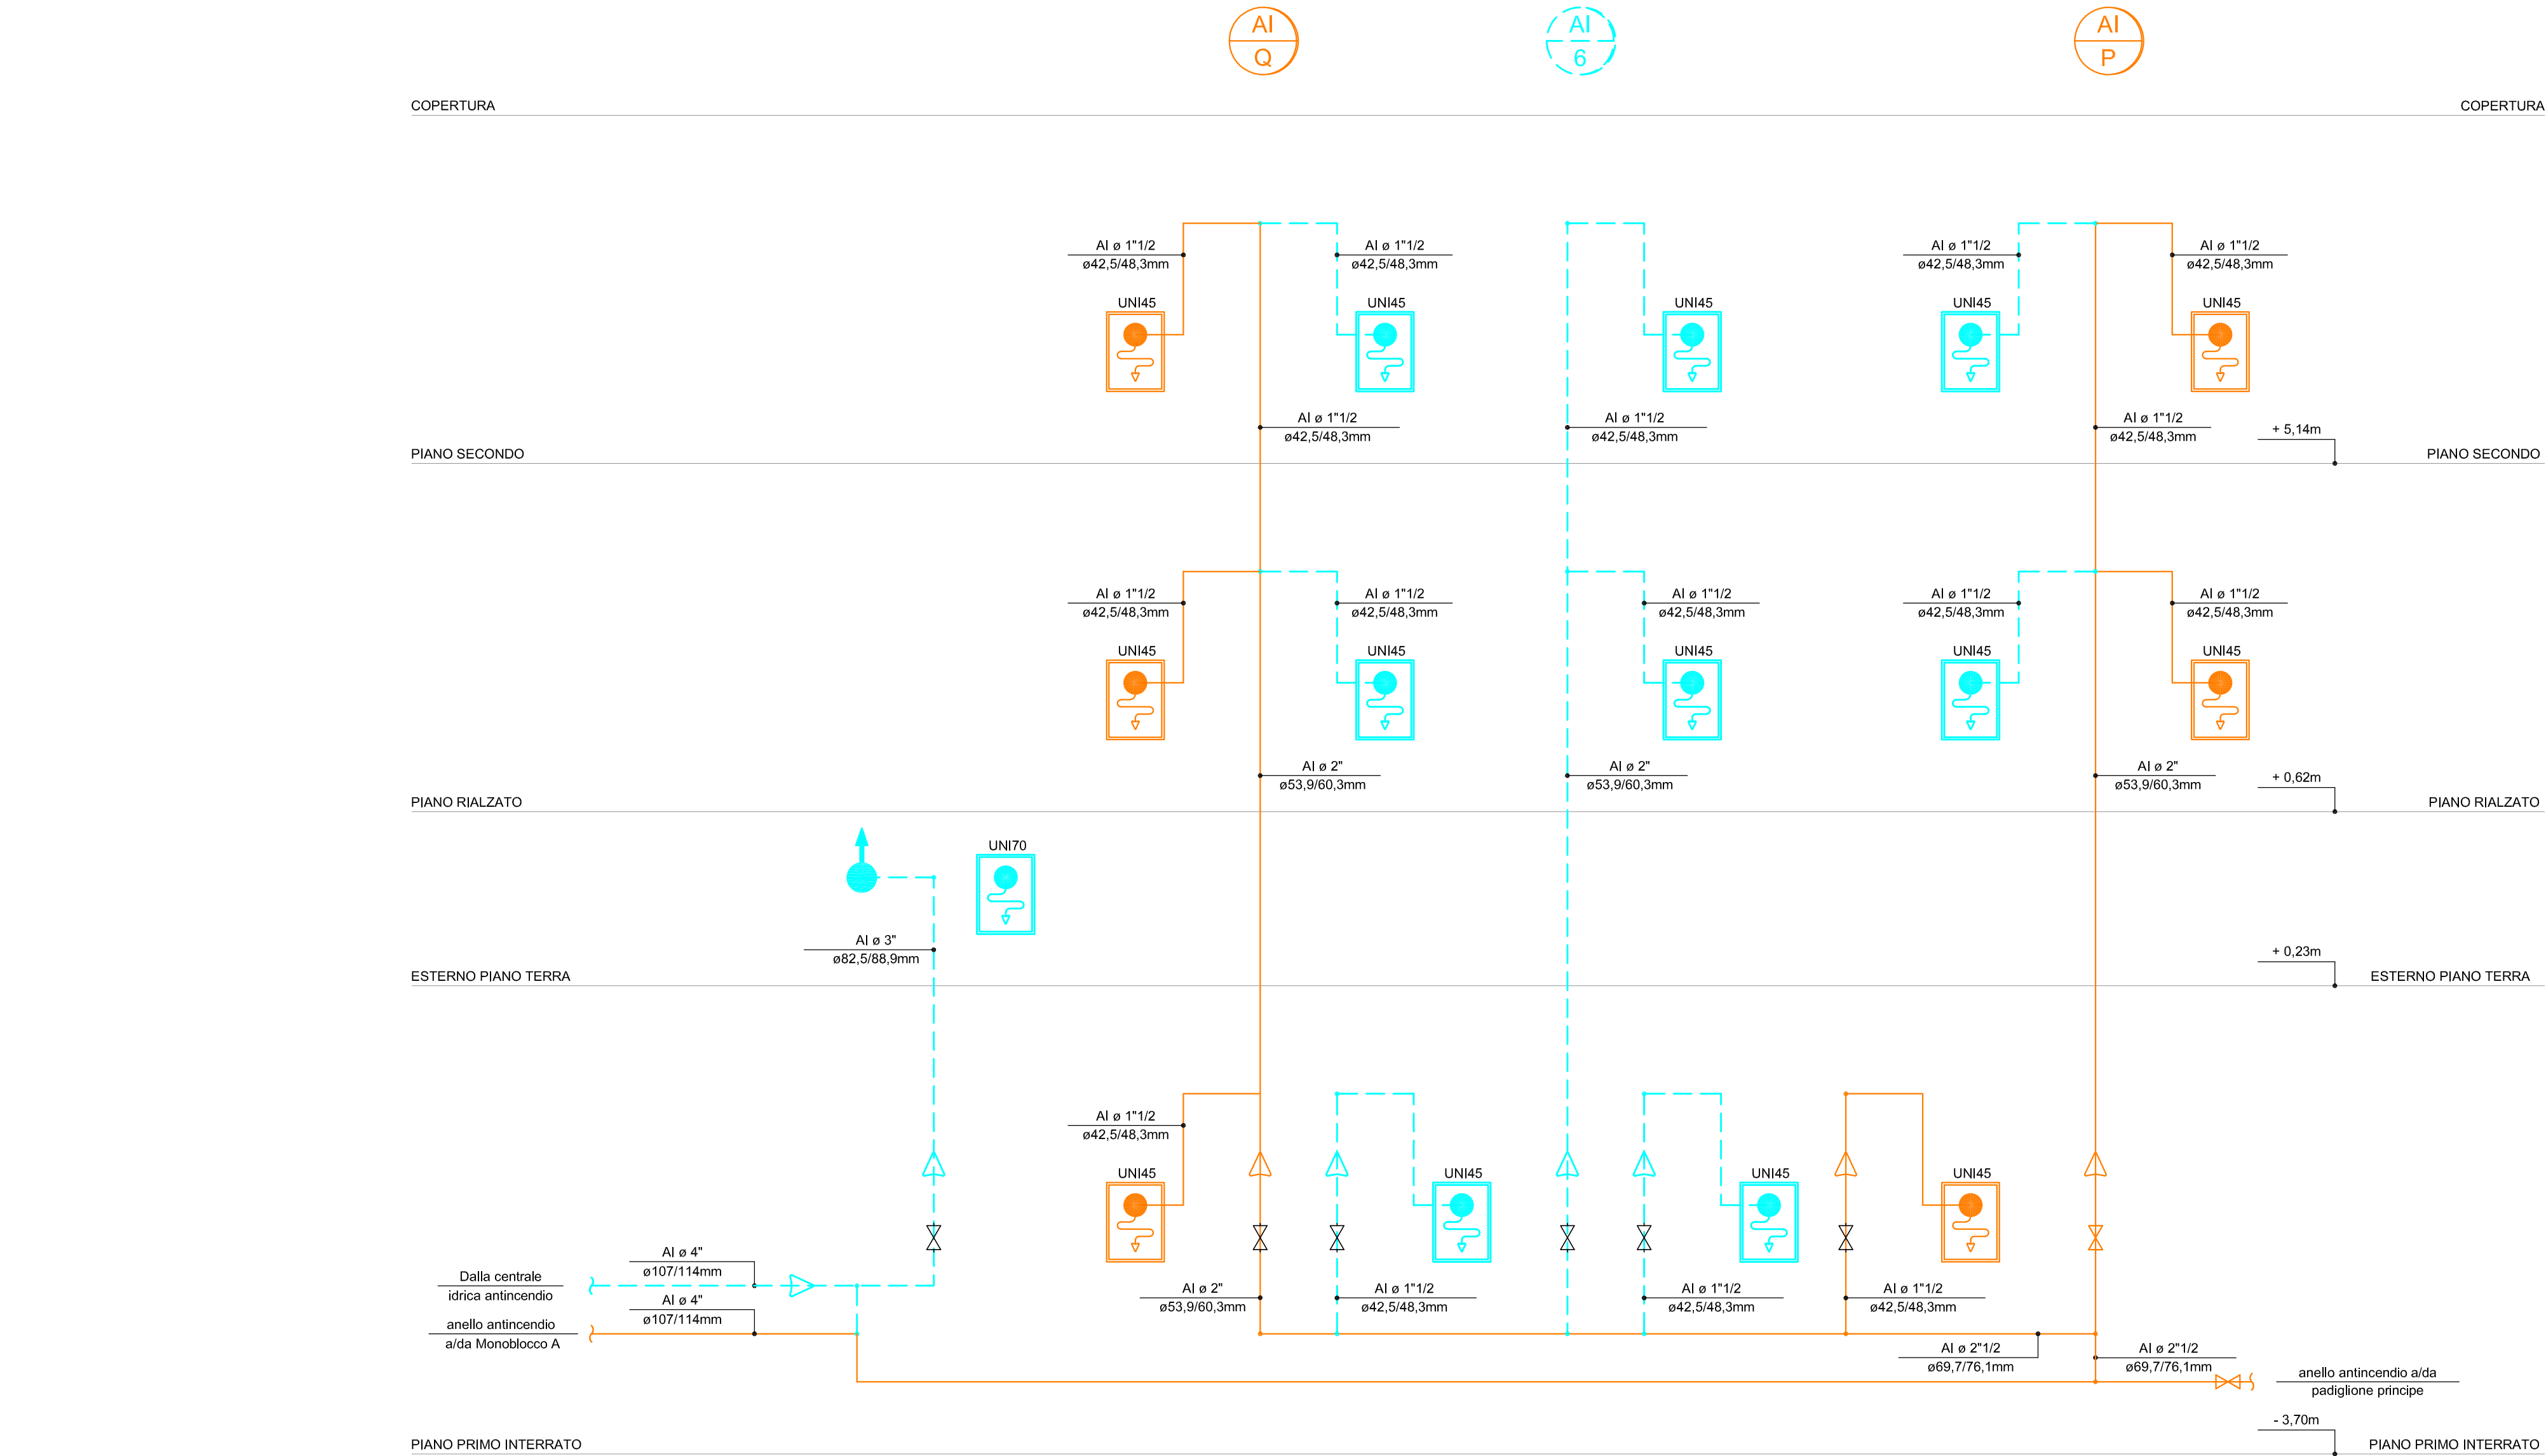 AI
Q
AI
6
AI
P
COPERTURA
COPERTURA
AI ø 1"1/2
ø42,5/48,3mm
AI ø 1"1/2
ø42,5/48,3mm
AI ø 1"1/2
ø42,5/48,3mm
AI ø 1"1/2
ø42,5/48,3mm
UNI45
UNI45
UNI45
UNI45
UNI45
AI ø 1"1/2
ø42,5/48,3mm
AI ø 1"1/2
ø42,5/48,3mm
AI ø 1"1/2
ø42,5/48,3mm
+ 5,14m
PIANO SECONDO
PIANO SECONDO
AI ø 1"1/2
ø42,5/48,3mm
AI ø 1"1/2
ø42,5/48,3mm
AI ø 1"1/2
ø42,5/48,3mm
AI ø 1"1/2
ø42,5/48,3mm
AI ø 1"1/2
ø42,5/48,3mm
UNI45
UNI45
UNI45
UNI45
UNI45
AI ø 2"
ø53,9/60,3mm
AI ø 2"
ø53,9/60,3mm
AI ø 2"
ø53,9/60,3mm
+ 0,62m
PIANO RIALZATO
PIANO RIALZATO
UNI70
AI ø 3"
ø82,5/88,9mm
+ 0,23m
ESTERNO PIANO TERRA
ESTERNO PIANO TERRA
AI ø 1"1/2
ø42,5/48,3mm
UNI45
UNI45
UNI45
UNI45
AI ø 4"
ø107/114mm
Dalla centrale
idrica antincendio
AI ø 4"
ø107/114mm
anello antincendio
a/da Monoblocco A
AI ø 2"
ø53,9/60,3mm
AI ø 1"1/2
ø42,5/48,3mm
AI ø 1"1/2
ø42,5/48,3mm
AI ø 1"1/2
ø42,5/48,3mm
AI ø 2"1/2
ø69,7/76,1mm
AI ø 2"1/2
ø69,7/76,1mm
anello antincendio a/da
padiglione principe
- 3,70m
PIANO PRIMO INTERRATO
PIANO PRIMO INTERRATO